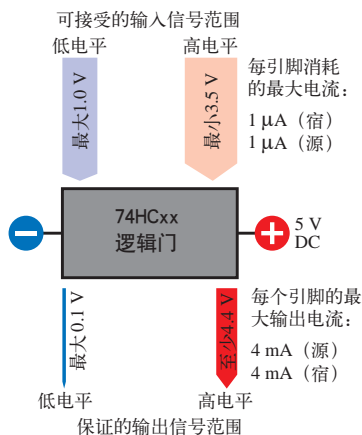 可接受的输入信号范围
低电平
高电平
最大1.0 V
最小3.5 V
每引脚消耗
的最大电流：
1 μA（宿）
1 μA（源）
74HCxx
逻辑门
5 V
DC
最大0.1 V
至少4.4 V
每个引脚的最
大输出电流：
4 mA（源）
4 mA（宿）
低电平
高电平
保证的输出信号范围